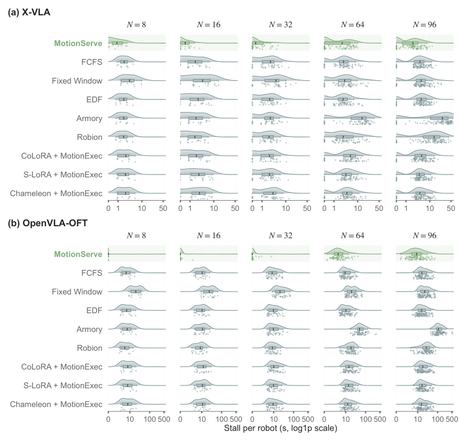 (a) X-VLA
N = 8 N = 16 N = 32 N = 64 N = 96
MotionServe
FCFS
Fixed Window
EDF
Armory
Robion
CoLoRA + MotionExec
S-LoRA + MotionExec
Chameleon + MotionExec
0 1 10 50 0 1 10 50 0 1 10 50 0 1 10 50 0 1 10 50
(b) OpenVLA-OFT
N = 8 N = 16 N = 32 N = 64 N = 96
MotionServe
FCFS
Fixed Window
EDF
Armory
Robion
CoLoRA + MotionExec
S-LoRA + MotionExec
Chameleon + MotionExec
0 10 100 500 0 10 100 500 0 10 100 500 0 10 100 500 0 10 100 500
Stall per robot (s, log1p scale)